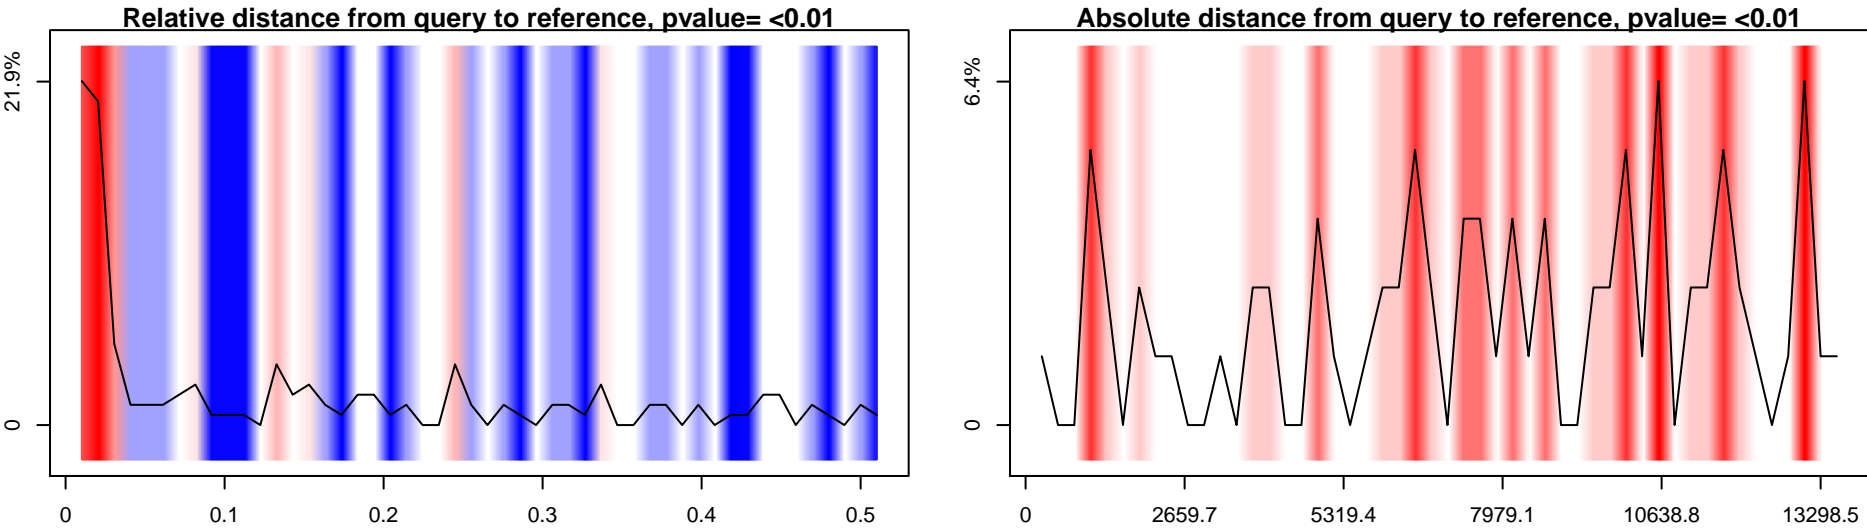 Relative distance from query to reference, pvalue= <0.01
21.9%
0
0 0.1 0.2 0.3 0.4 0.5
Absolute distance from query to reference, pvalue= <0.01
6.4%
0
0 2659.7 5319.4 7979.1 10638.8 13298.5